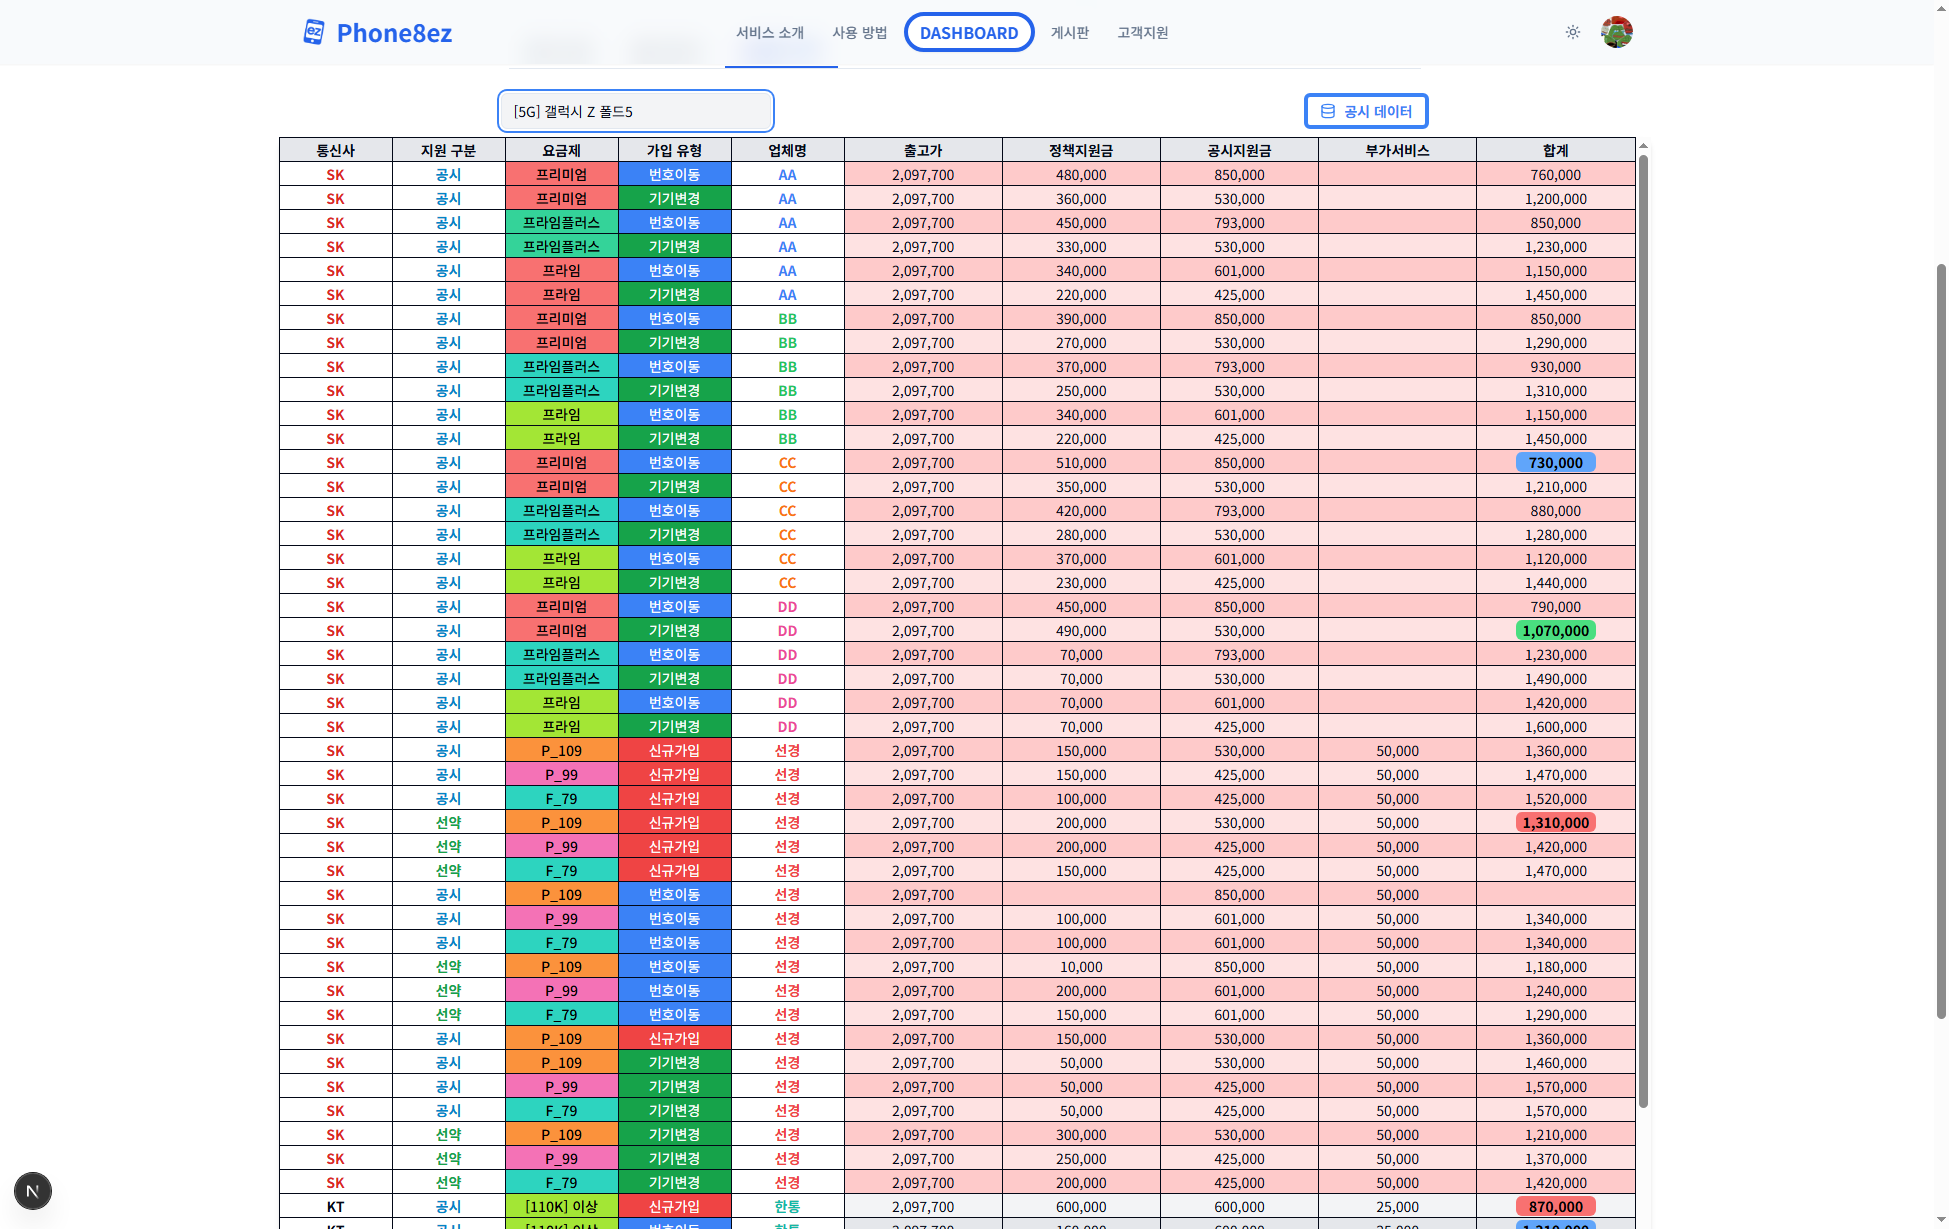 ez Phone8ez 서비스 소개 사용 방법 DASHBOARD 게시판 고객지원
[5G] 갤럭시 Z 폴드5 공시 데이터
통신사 지원 구분 요금제 가입 유형 업체명 출고가 정책지원금 공시지원금 부가서비스 합계
SK 공시 프리미엄 번호이동 AA 2,097,700 480,000 850,000 760,000
SK 공시 프리미엄 기기변경 AA 2,097,700 360,000 530,000 1,200,000
SK 공시 프라임플러스 번호이동 AA 2,097,700 450,000 793,000 850,000
SK 공시 프라임플러스 기기변경 AA 2,097,700 330,000 530,000 1,230,000
SK 공시 프라임 번호이동 AA 2,097,700 340,000 601,000 1,150,000
SK 공시 프라임 기기변경 AA 2,097,700 220,000 425,000 1,450,000
SK 공시 프리미엄 번호이동 BB 2,097,700 390,000 850,000 850,000
SK 공시 프리미엄 기기변경 BB 2,097,700 270,000 530,000 1,290,000
SK 공시 프라임플러스 번호이동 BB 2,097,700 370,000 793,000 930,000
SK 공시 프라임플러스 기기변경 BB 2,097,700 250,000 530,000 1,310,000
SK 공시 프라임 번호이동 BB 2,097,700 340,000 601,000 1,150,000
SK 공시 프라임 기기변경 BB 2,097,700 220,000 425,000 1,450,000
SK 공시 프리미엄 번호이동 CC 2,097,700 510,000 850,000 730,000
SK 공시 프리미엄 기기변경 CC 2,097,700 350,000 530,000 1,210,000
SK 공시 프라임플러스 번호이동 CC 2,097,700 420,000 793,000 880,000
SK 공시 프라임플러스 기기변경 CC 2,097,700 280,000 530,000 1,280,000
SK 공시 프라임 번호이동 CC 2,097,700 370,000 601,000 1,120,000
SK 공시 프라임 기기변경 CC 2,097,700 230,000 425,000 1,440,000
SK 공시 프리미엄 번호이동 DD 2,097,700 450,000 850,000 790,000
SK 공시 프리미엄 기기변경 DD 2,097,700 490,000 530,000 1,070,000
SK 공시 프라임플러스 번호이동 DD 2,097,700 70,000 793,000 1,230,000
SK 공시 프라임플러스 기기변경 DD 2,097,700 70,000 530,000 1,490,000
SK 공시 프라임 번호이동 DD 2,097,700 70,000 601,000 1,420,000
SK 공시 프라임 기기변경 DD 2,097,700 70,000 425,000 1,600,000
SK 공시 P_109 신규가입 선경 2,097,700 150,000 530,000 50,000 1,360,000
SK 공시 P_99 신규가입 선경 2,097,700 150,000 425,000 50,000 1,470,000
SK 공시 F_79 신규가입 선경 2,097,700 100,000 425,000 50,000 1,520,000
SK 선약 P_109 신규가입 선경 2,097,700 200,000 530,000 50,000 1,310,000
SK 선약 P_99 신규가입 선경 2,097,700 200,000 425,000 50,000 1,420,000
SK 선약 F_79 신규가입 선경 2,097,700 150,000 425,000 50,000 1,470,000
SK 공시 P_109 번호이동 선경 2,097,700 850,000 50,000
SK 공시 P_99 번호이동 선경 2,097,700 100,000 601,000 50,000 1,340,000
SK 공시 F_79 번호이동 선경 2,097,700 100,000 601,000 50,000 1,340,000
SK 선약 P_109 번호이동 선경 2,097,700 10,000 850,000 50,000 1,180,000
SK 선약 P_99 번호이동 선경 2,097,700 200,000 601,000 50,000 1,240,000
SK 선약 F_79 번호이동 선경 2,097,700 150,000 601,000 50,000 1,290,000
SK 공시 P_109 신규가입 선경 2,097,700 150,000 530,000 50,000 1,360,000
SK 공시 P_109 기기변경 선경 2,097,700 50,000 530,000 50,000 1,460,000
SK 공시 P_99 기기변경 선경 2,097,700 50,000 425,000 50,000 1,570,000
SK 공시 F_79 기기변경 선경 2,097,700 50,000 425,000 50,000 1,570,000
SK 선약 P_109 기기변경 선경 2,097,700 300,000 530,000 50,000 1,210,000
SK 선약 P_99 기기변경 선경 2,097,700 250,000 425,000 50,000 1,370,000
SK 선약 F_79 기기변경 선경 2,097,700 200,000 425,000 50,000 1,420,000
KT 공시 [110K] 이상 신규가입 한통 2,097,700 600,000 600,000 25,000 870,000